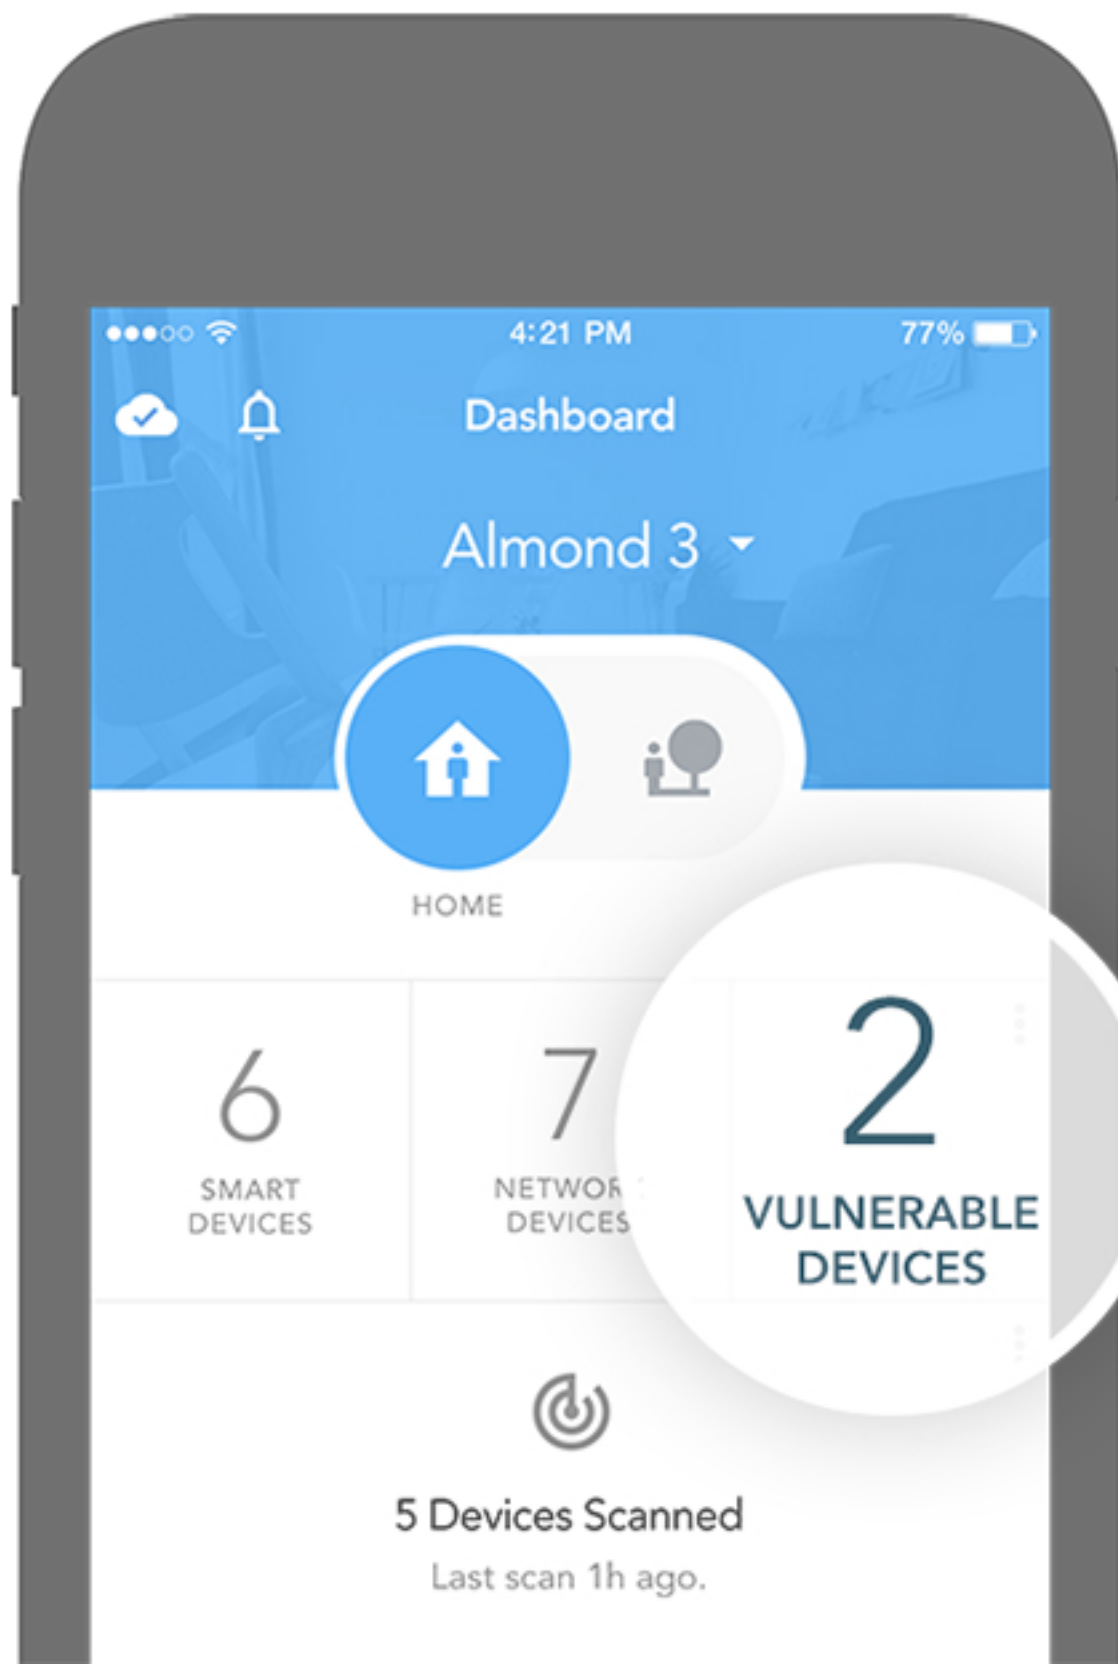 4:21 PM
77%
Dashboard
Almond 3
HOME
6
SMART
DEVICES
7
DEVICES
2
VULNERABLE
DEVICES
5 Devices Scanned
Last scan 1h ago.